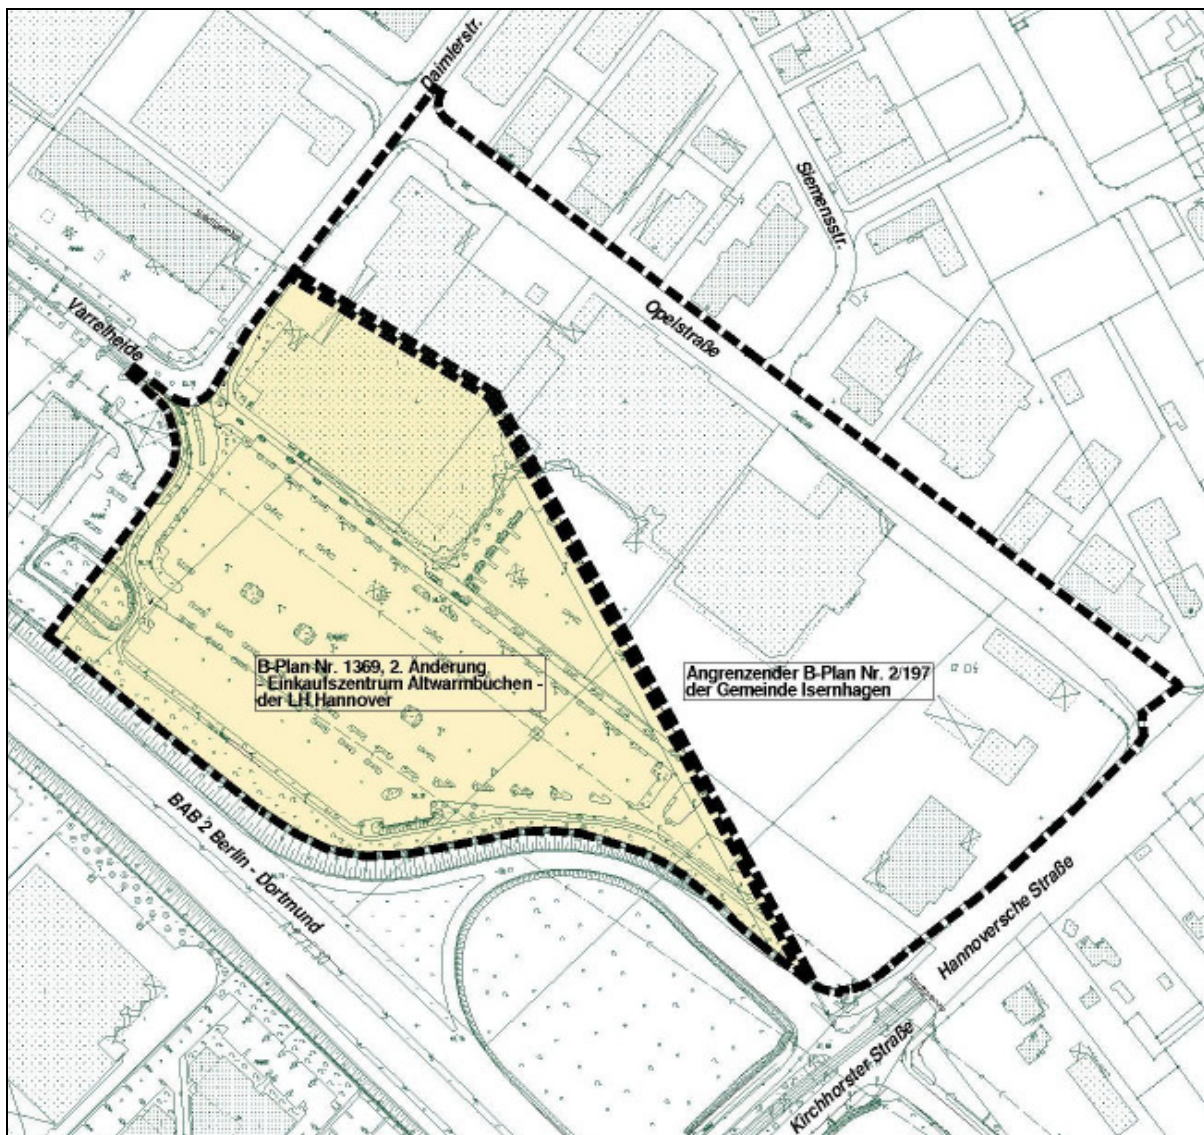 Daimlerstr.
Siemensstr.
Varrelheide
Opelstraße
B-Plan Nr. 1369, 2. Änderung,
- Einkaufszentrum Altwarmbüchen -
der LH Hannover
Angrenzender B-Plan Nr. 2/197
der Gemeinde Isernhagen
BAB 2 Berlin - Dortmund
Hannoversche Straße
Kirchhorster Straße